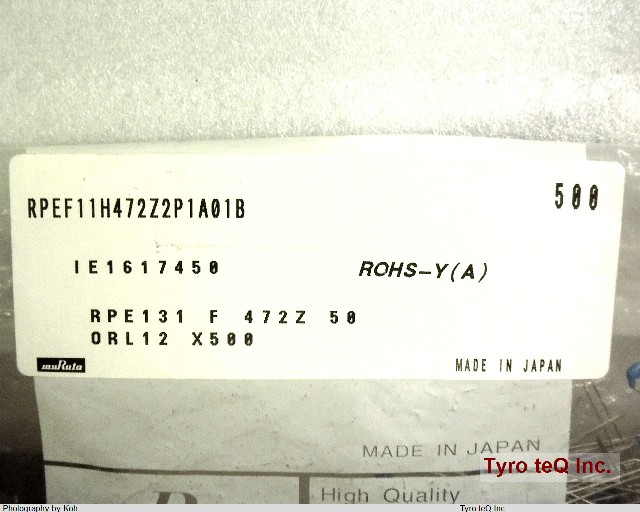 RPEF11H472Z2P1A01B 500
IE1617450 ROHS-Y(A)
RPE131 F 472Z 50
ORL12 X500
muRata MADE IN JAPAN
MADE IN JAPAN
Tyro teQ Inc.
High Quality
Photography by Koh Tyro teQ Inc